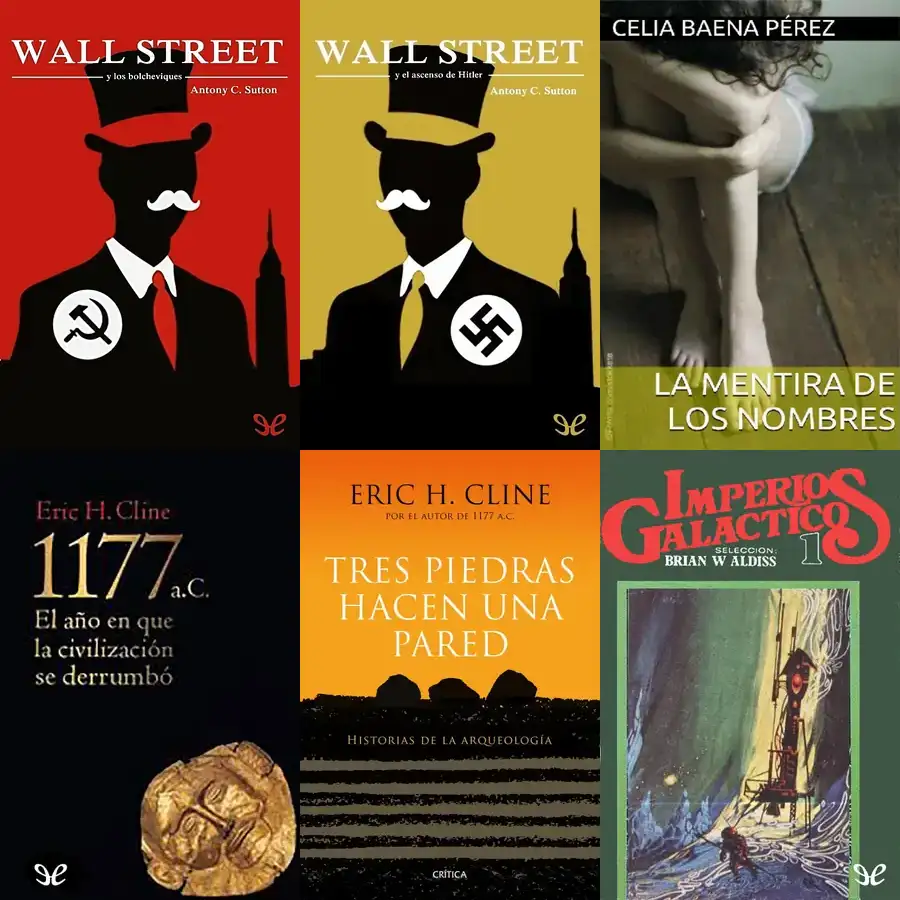 WALL STREET
y los bolcheviques
Antony C. Sutton
WALL STREET
y el ascenso de Hitler
Antony C. Sutton
CELIA BAENA PÉREZ
LA MENTIRA DE
LOS NOMBRES
Eric H. Cline
1177 a.C.
El año en que
la civilización
se derrumbó
ERIC H. CLINE
POR EL AUTOR DE 1177 A.C.
TRES PIEDRAS
HACEN UNA
PARED
HISTORIAS DE LA ARQUEOLOGÍA
CRÍTICA
IMPERIOS
GALACTICOS
SELECCION:
BRIAN W ALDISS
1